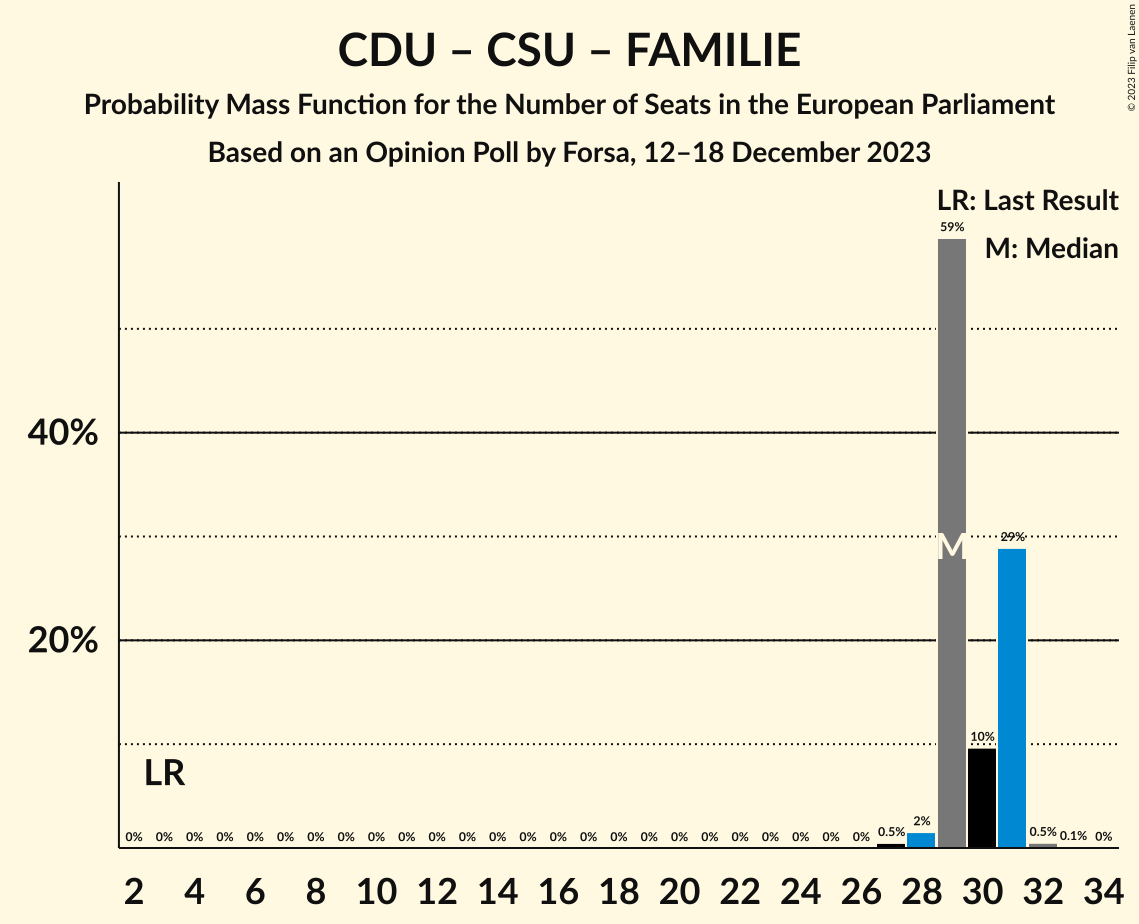 CDU – CSU – FAMILIE
Probability Mass Function for the Number of Seats in the European Parliament
Based on an Opinion Poll by Forsa, 12–18 December 2023
© 2023 Filip van Laenen
LR: Last Result
M: Median
59%
40%
M
29%
20%
10%
LR
0% 0% 0% 0% 0% 0% 0% 0% 0% 0% 0% 0% 0% 0% 0% 0% 0% 0% 0% 0% 0% 0% 0% 0% 0% 0.5% 2% 0.5% 0.1% 0%
2 4 6 8 10 12 14 16 18 20 22 24 26 28 30 32 34